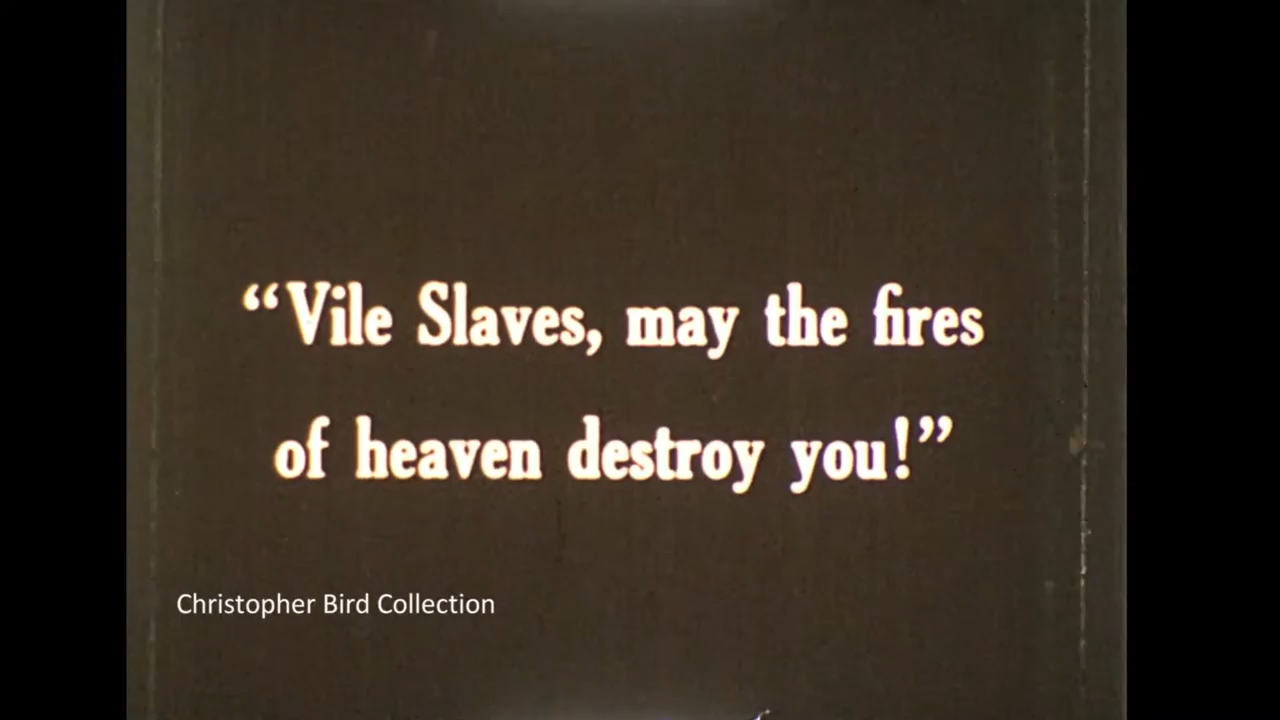 “Vile Slaves, may the fires
of heaven destroy you!”
Christopher Bird Collection